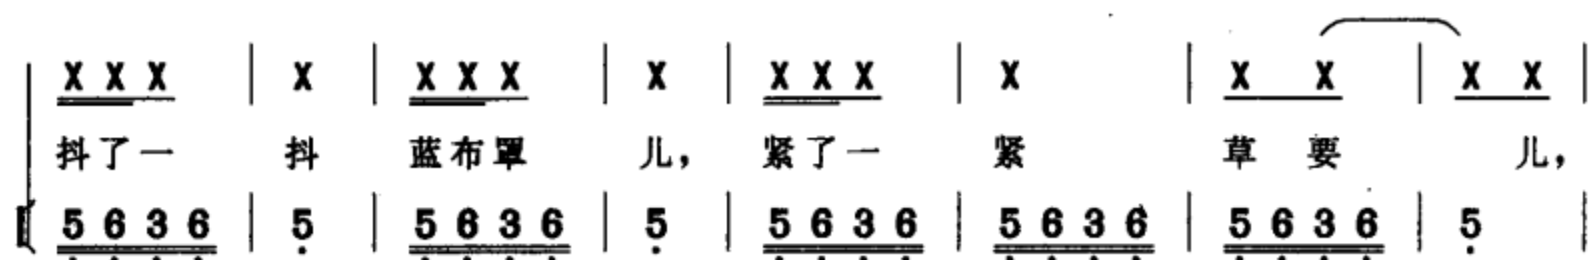 X X X | X | X X X | X | X X X | X | X X | X X |
抖了一 抖 蓝布罩 儿，紧了一 紧 草 要 儿，
5 6 3 6 | 5 | 5 6 3 6 | 5 | 5 6 3 6 | 5 6 3 6 | 5 6 3 6 | 5 |